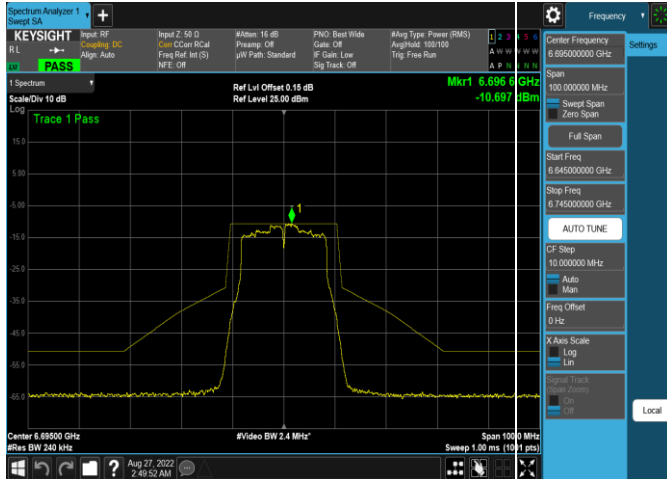 Spectrum Analyzer 1
Swept SA
Frequency
KEYSIGHT
RL
PASS
Input: RF
Coupling: DC
Align: Auto
Input Z: 50 Ω
Corr CCorr RCal
Freq Ref: Int (S)
NFE: Off
#Atten: 16 dB
Preamp: Off
µW Path: Standard
PNO: Best Wide
Gate: Off
IF Gain: Low
Sig Track: Off
#Avg Type: Power (RMS)
Avg|Hold: 100/100
Trig: Free Run
1 2 3 4 5 6
A W W W W W
A P N N N N
1 Spectrum
Scale/Div 10 dB
Ref Lvl Offset 0.15 dB
Ref Level 25.00 dBm
Mkr1 6.696 6 GHz
-10.697 dBm
Log
Trace 1 Pass
15.0
5.00
-5.00
1
-15.0
-25.0
-35.0
-45.0
-55.0
-65.0
Center 6.69500 GHz
#Res BW 240 kHz
#Video BW 2.4 MHz*
Span 100.0 MHz
Sweep 1.00 ms (1001 pts)
?
Aug 27, 2022
2:49:52 AM
Center Frequency
6.695000000 GHz
Settings
Span
100.000000 MHz
Swept Span
Zero Span
Full Span
Start Freq
6.645000000 GHz
Stop Freq
6.745000000 GHz
AUTO TUNE
CF Step
10.000000 MHz
Auto
Man
Freq Offset
0 Hz
X Axis Scale
Log
Lin
Signal Track
(Span Zoom)
On
Off
Local